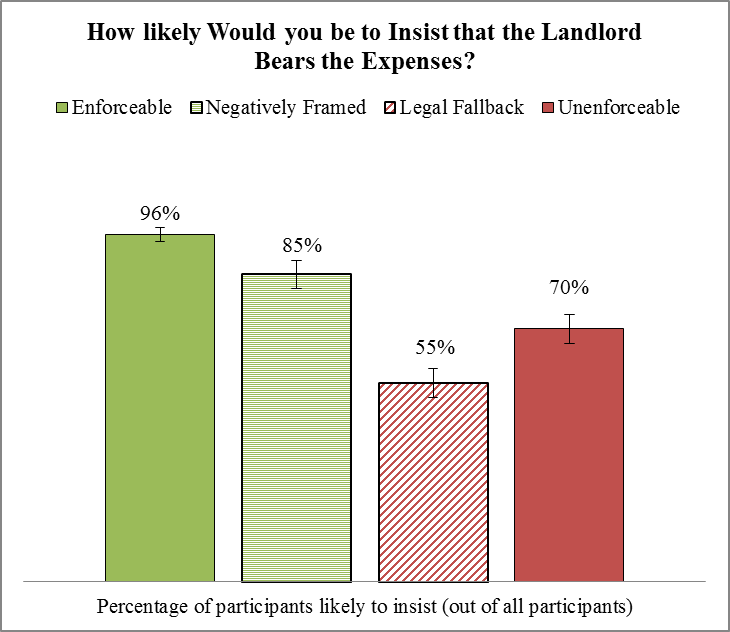 How likely Would you be to Insist that the Landlord
Bears the Expenses?
Enforceable Negatively Framed Legal Fallback Unenforceable
96%
85%
55%
70%
Percentage of participants likely to insist (out of all participants)